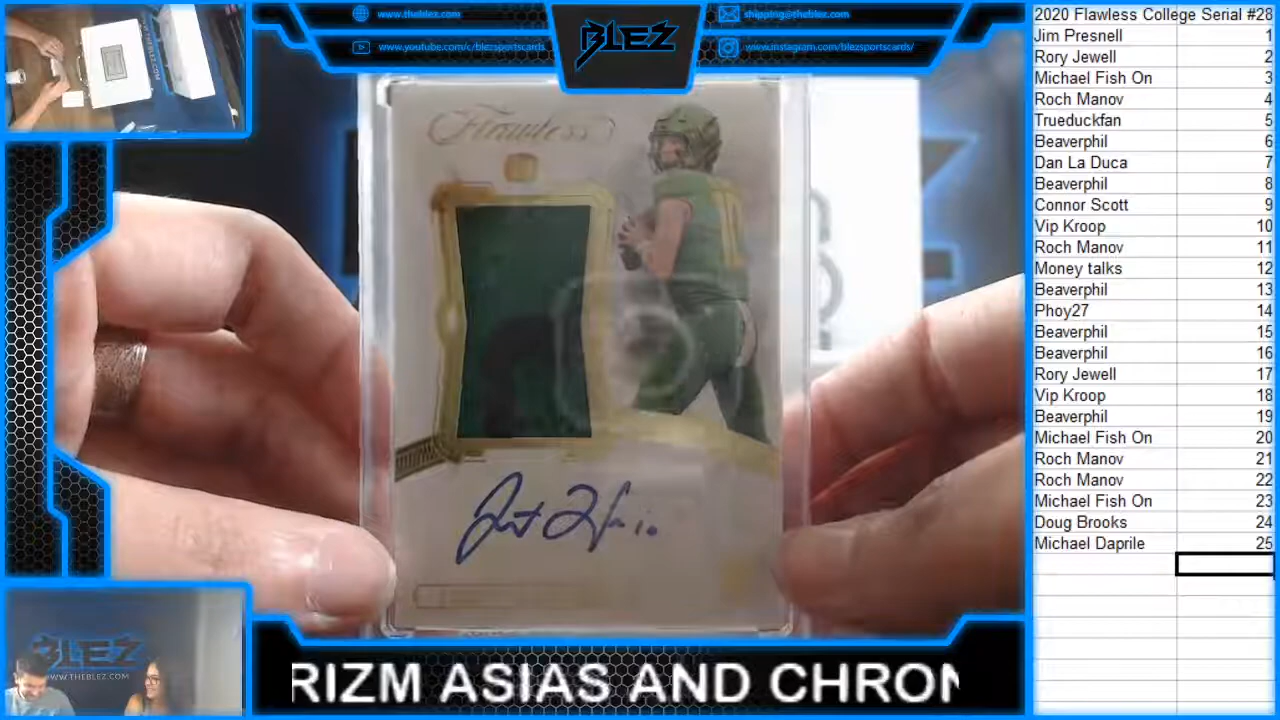 www.theblez.com
www.youtube.com/c/blezsportscards
BLEZ
shipping@theblez.com
www.instagram.com/blezsportscards/
Flawless
BLEZ
WWW.THEBLEZ.COM
RIZM ASIAS AND CHRON
2020 Flawless College Serial #28
Jim Presnell 1
Rory Jewell 2
Michael Fish On 3
Roch Manov 4
Trueduckfan 5
Beaverphil 6
Dan La Duca 7
Beaverphil 8
Connor Scott 9
Vip Kroop 10
Roch Manov 11
Money talks 12
Beaverphil 13
Phoy27 14
Beaverphil 15
Beaverphil 16
Rory Jewell 17
Vip Kroop 18
Beaverphil 19
Michael Fish On 20
Roch Manov 21
Roch Manov 22
Michael Fish On 23
Doug Brooks 24
Michael Daprile 25